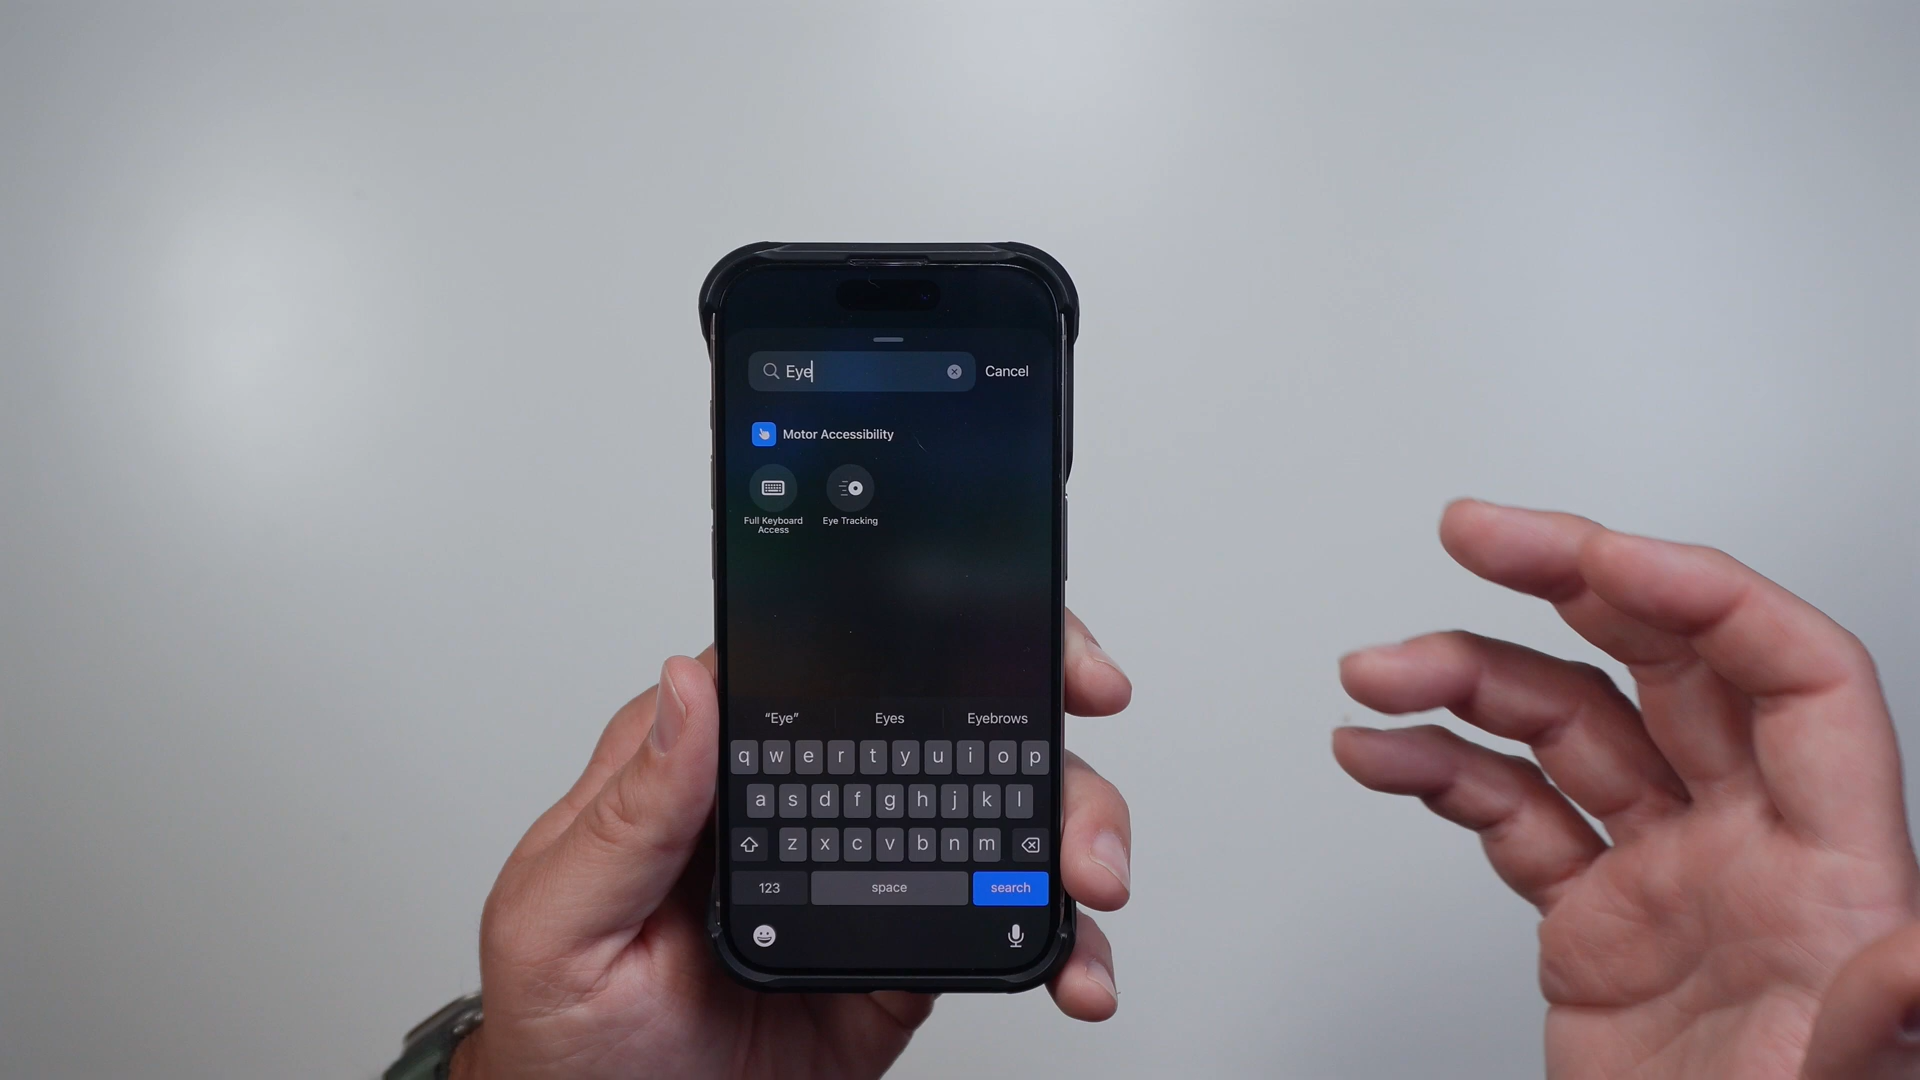 Eye
Cancel
Motor Accessibility
Full Keyboard
Access
Eye Tracking
“Eye”
Eyes
Eyebrows
q w e r t y u i o p
a s d f g h j k l
z x c v b n m
123
space
search